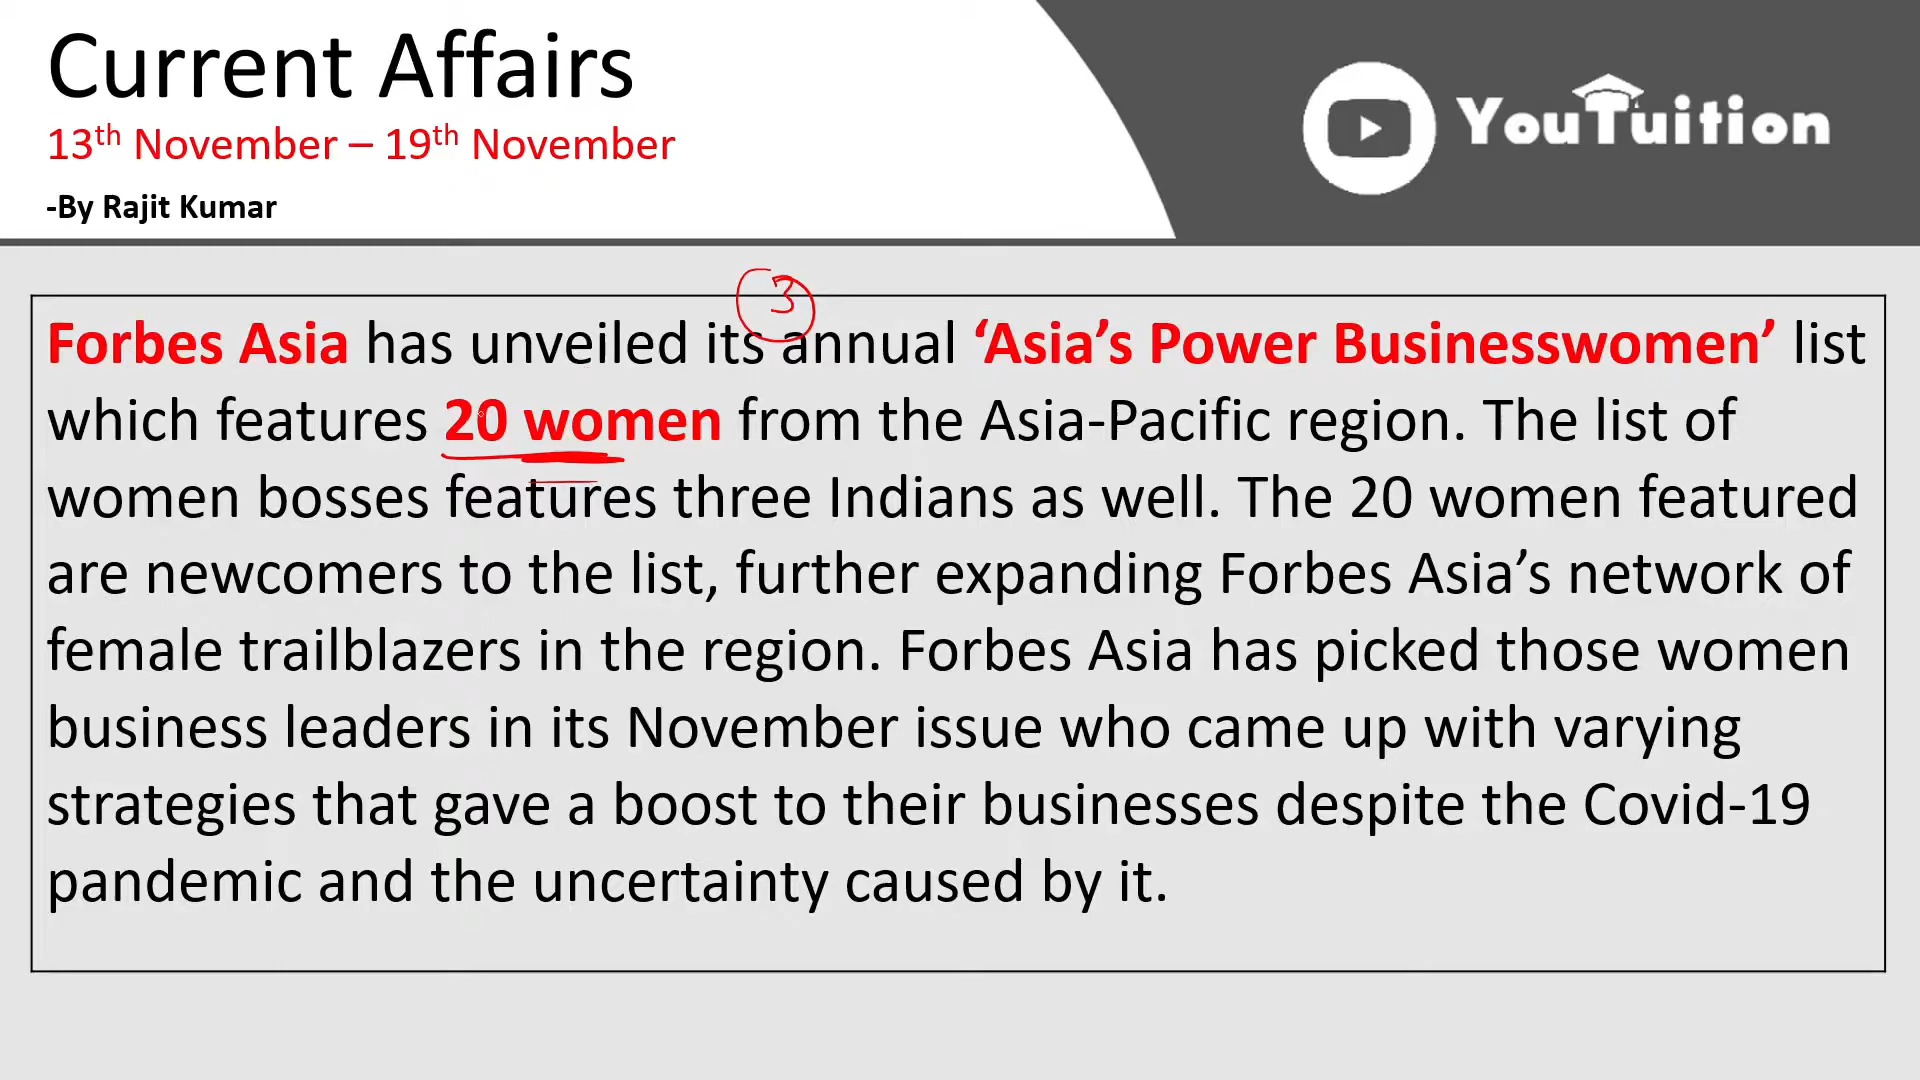 Current Affairs
13th November – 19th November
-By Rajit Kumar
YouTuition
3
Forbes Asia has unveiled its annual ‘Asia’s Power Businesswomen’ list
which features 20 women from the Asia-Pacific region. The list of
women bosses features three Indians as well. The 20 women featured
are newcomers to the list, further expanding Forbes Asia’s network of
female trailblazers in the region. Forbes Asia has picked those women
business leaders in its November issue who came up with varying
strategies that gave a boost to their businesses despite the Covid-19
pandemic and the uncertainty caused by it.